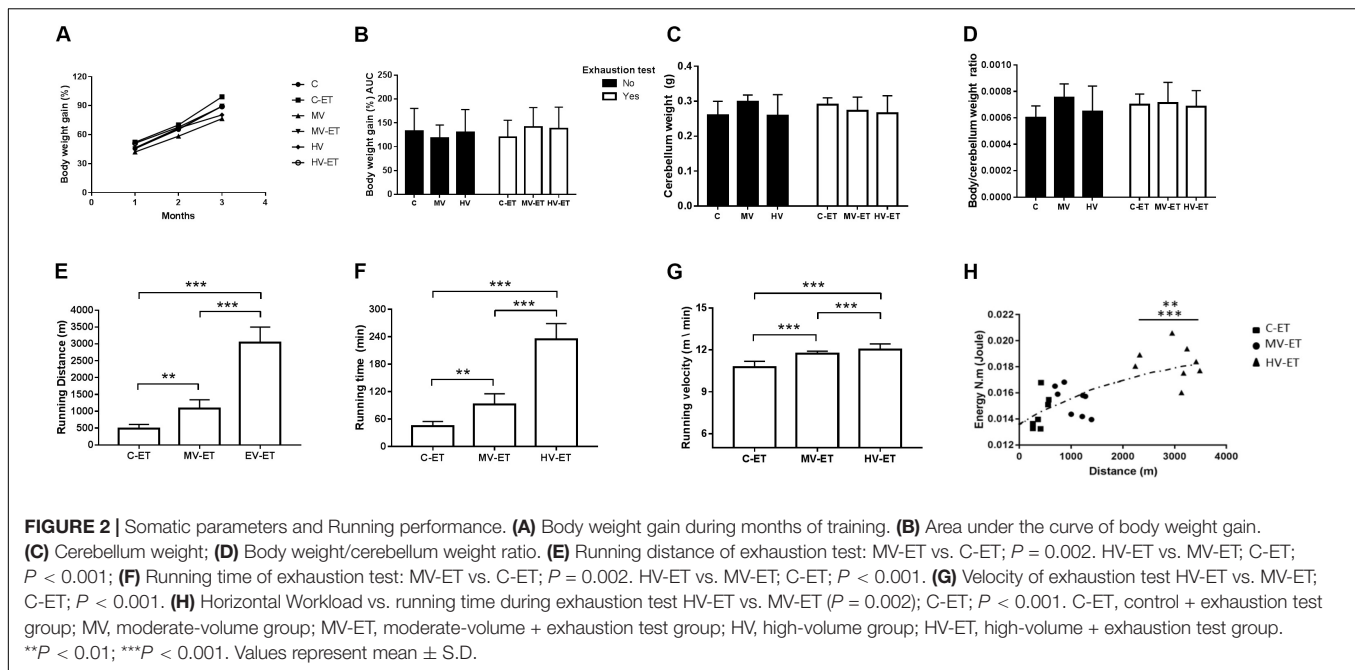 A
Body weight gain (%)
120
90
60
30
0
0 1 2 3 4
Months
C
C-ET
MV
MV-ET
HV
HV-ET
B
Body weight gain (%) AUC
250
200
150
100
50
0
C MV HV C-ET MV-ET HV-ET
Exhaustion test
No
Yes
C
Cerebellum weight (g)
0.6
0.4
0.2
0.0
C MV HV C-ET MV-ET HV-ET
D
Body/cerebellum weight ratio
0.0010
0.0008
0.0006
0.0004
0.0002
0.0000
C MV HV C-ET MV-ET HV-ET
E
Running Distance (m)
4000
3500
3000
2500
2000
1500
1000
500
0
***
***
**
C-ET MV-ET EV-ET
F
Running time (min)
300
240
180
120
60
0
***
***
**
C-ET MV-ET HV-ET
G
Running velocity (m \ min)
15
12
9
6
***
***
***
C-ET MV-ET HV-ET
H
Energy N.m (Joule)
0.022
0.020
0.018
0.016
0.014
0.012
**
***
0 1000 2000 3000 4000
Distance (m)
C-ET
MV-ET
HV-ET
FIGURE 2 | Somatic parameters and Running performance. (A) Body weight gain during months of training. (B) Area under the curve of body weight gain.
(C) Cerebellum weight; (D) Body weight/cerebellum weight ratio. (E) Running distance of exhaustion test: MV-ET vs. C-ET; P = 0.002. HV-ET vs. MV-ET; C-ET;
P < 0.001; (F) Running time of exhaustion test: MV-ET vs. C-ET; P = 0.002. HV-ET vs. MV-ET; C-ET; P < 0.001. (G) Velocity of exhaustion test HV-ET vs. MV-ET;
C-ET; P < 0.001. (H) Horizontal Workload vs. running time during exhaustion test HV-ET vs. MV-ET (P = 0.002); C-ET; P < 0.001. C-ET, control + exhaustion test
group; MV, moderate-volume group; MV-ET, moderate-volume + exhaustion test group; HV, high-volume group; HV-ET, high-volume + exhaustion test group.
**P < 0.01; ***P < 0.001. Values represent mean ± S.D.